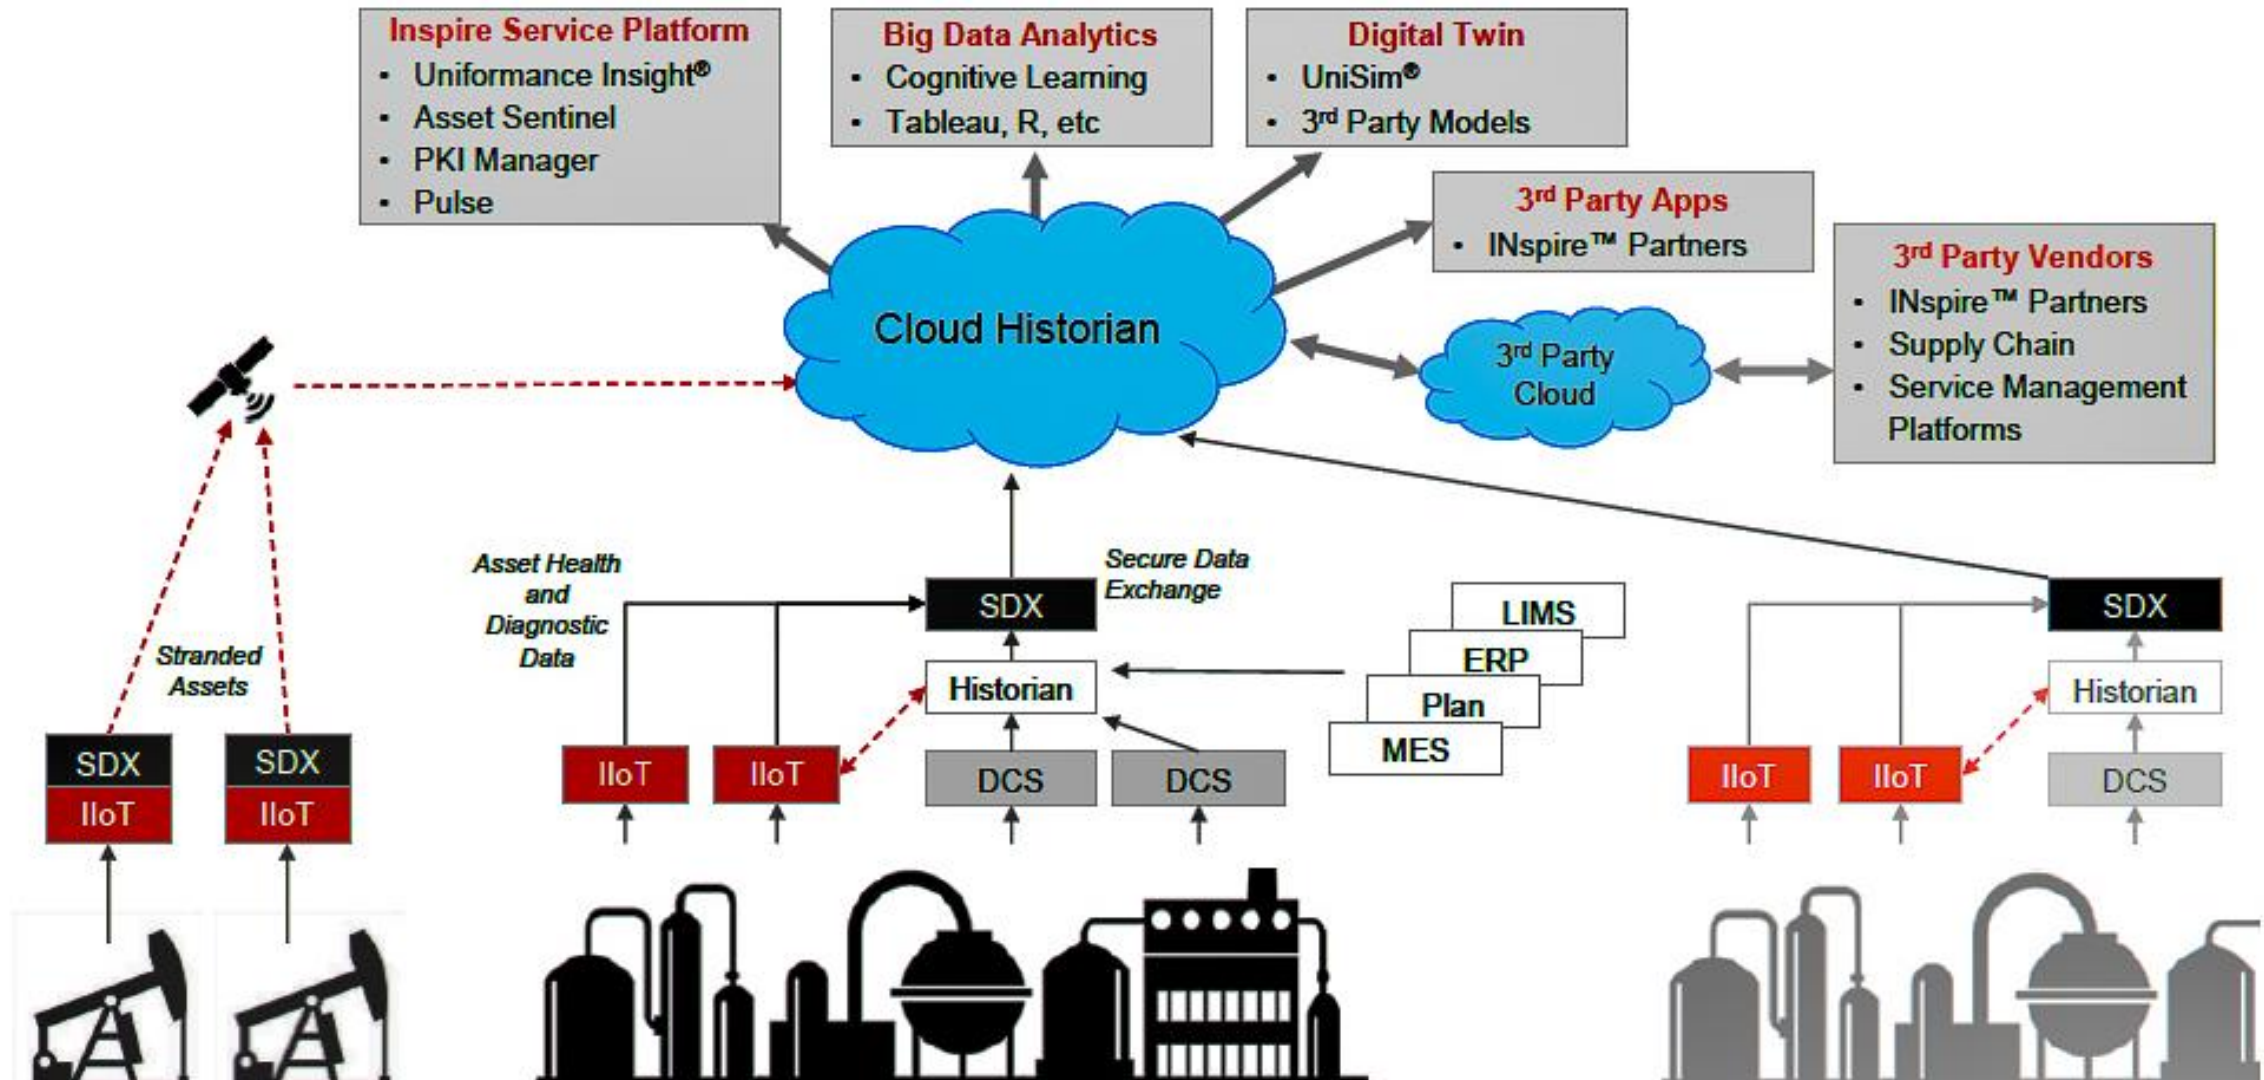 Inspire Service Platform
• Uniformance Insight®
• Asset Sentinel
• PKI Manager
• Pulse
Big Data Analytics
• Cognitive Learning
• Tableau, R, etc
Digital Twin
• UniSim®
• 3rd Party Models
3rd Party Apps
• INspire™ Partners
3rd Party Vendors
• INspire™ Partners
• Supply Chain
• Service Management
Platforms
Cloud Historian
3rd Party
Cloud
Stranded
Assets
SDX
IIoT
SDX
IIoT
Asset Health
and
Diagnostic
Data
Secure Data
Exchange
SDX
Historian
IIoT
IIoT
DCS
DCS
LIMS
ERP
Plan
MES
SDX
Historian
IIoT
IIoT
DCS